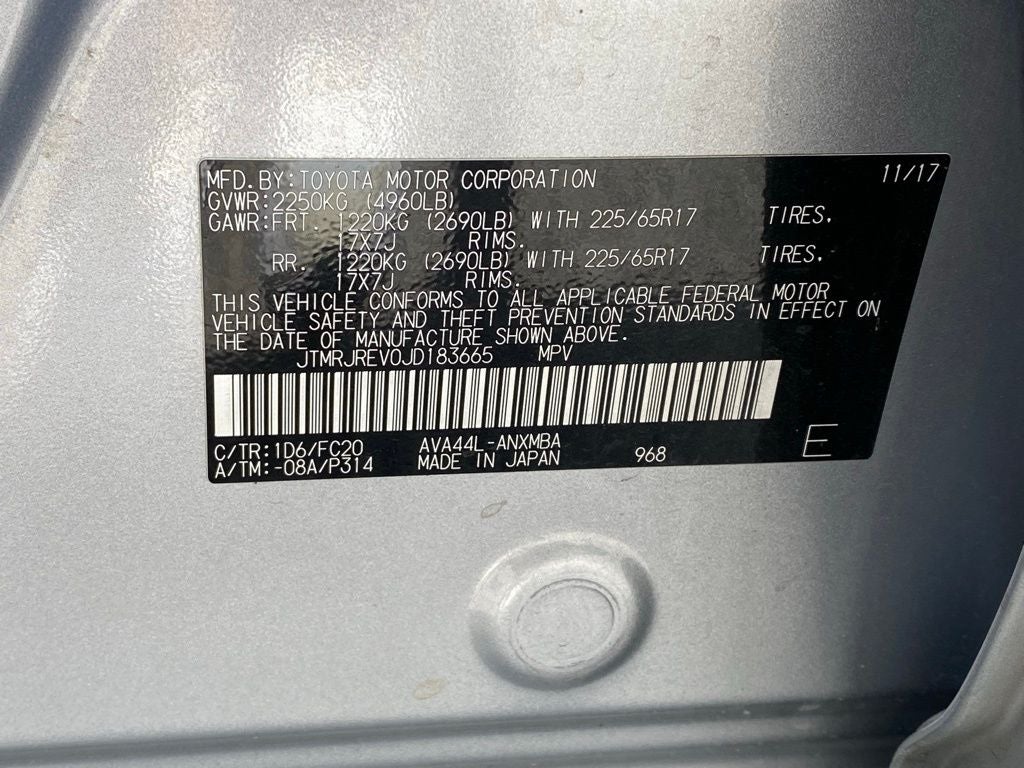 MFD.BY:TOYOTA MOTOR CORPORATION 11/17
GVWR:2250KG (4960LB)
GAWR:FRT. 1220KG (2690LB) WITH 225/65R17 TIRES,
17X7J RIMS.
RR. 1220KG (2690LB) WITH 225/65R17 TIRES,
17X7J RIMS.
THIS VEHICLE CONFORMS TO ALL APPLICABLE FEDERAL MOTOR
VEHICLE SAFETY AND THEFT PREVENTION STANDARDS IN EFFECT ON
THE DATE OF MANUFACTURE SHOWN ABOVE.
JTMRJREV0JD183665 MPV
C/TR:1D6/FC20 AVA44L-ANXMBA
A/TM:-08A/P314 MADE IN JAPAN 968 E